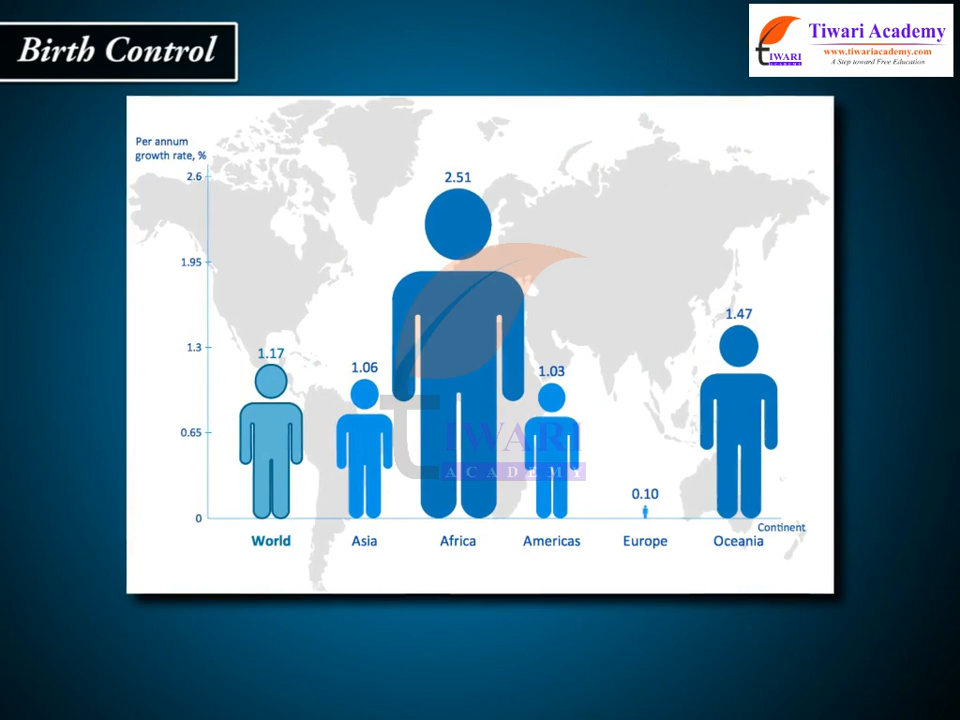 Birth Control
Tiwari Academy
www.tiwariacademy.com
A Step toward Free Education
tIWARI
ACADEMY
Per annum
growth rate, %
2.6
1.95
1.3
0.65
0
1.17
1.06
2.51
1.03
0.10
1.47
tIWARI
ACADEMY
Continent
World
Asia
Africa
Americas
Europe
Oceania